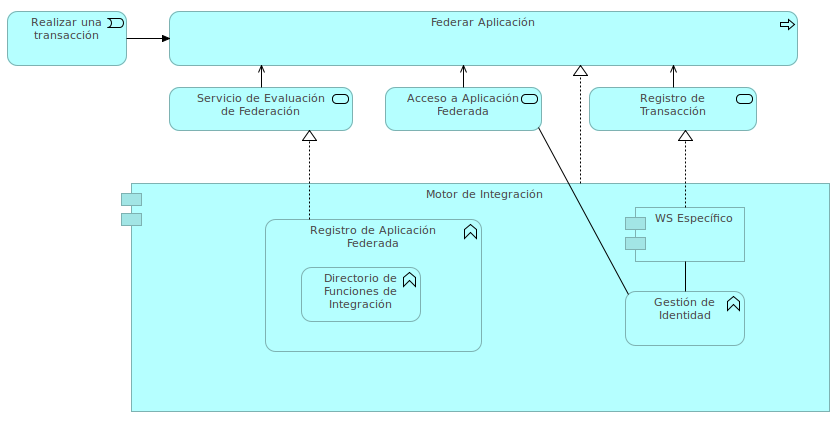 Realizar una
transacción
Federar Aplicación
Servicio de Evaluación
de Federación
Acceso a Aplicación
Federada
Registro de
Transacción
Motor de Integración
Registro de Aplicación
Federada
Directorio de
Funciones de
Integración
WS Específico
Gestión de
Identidad